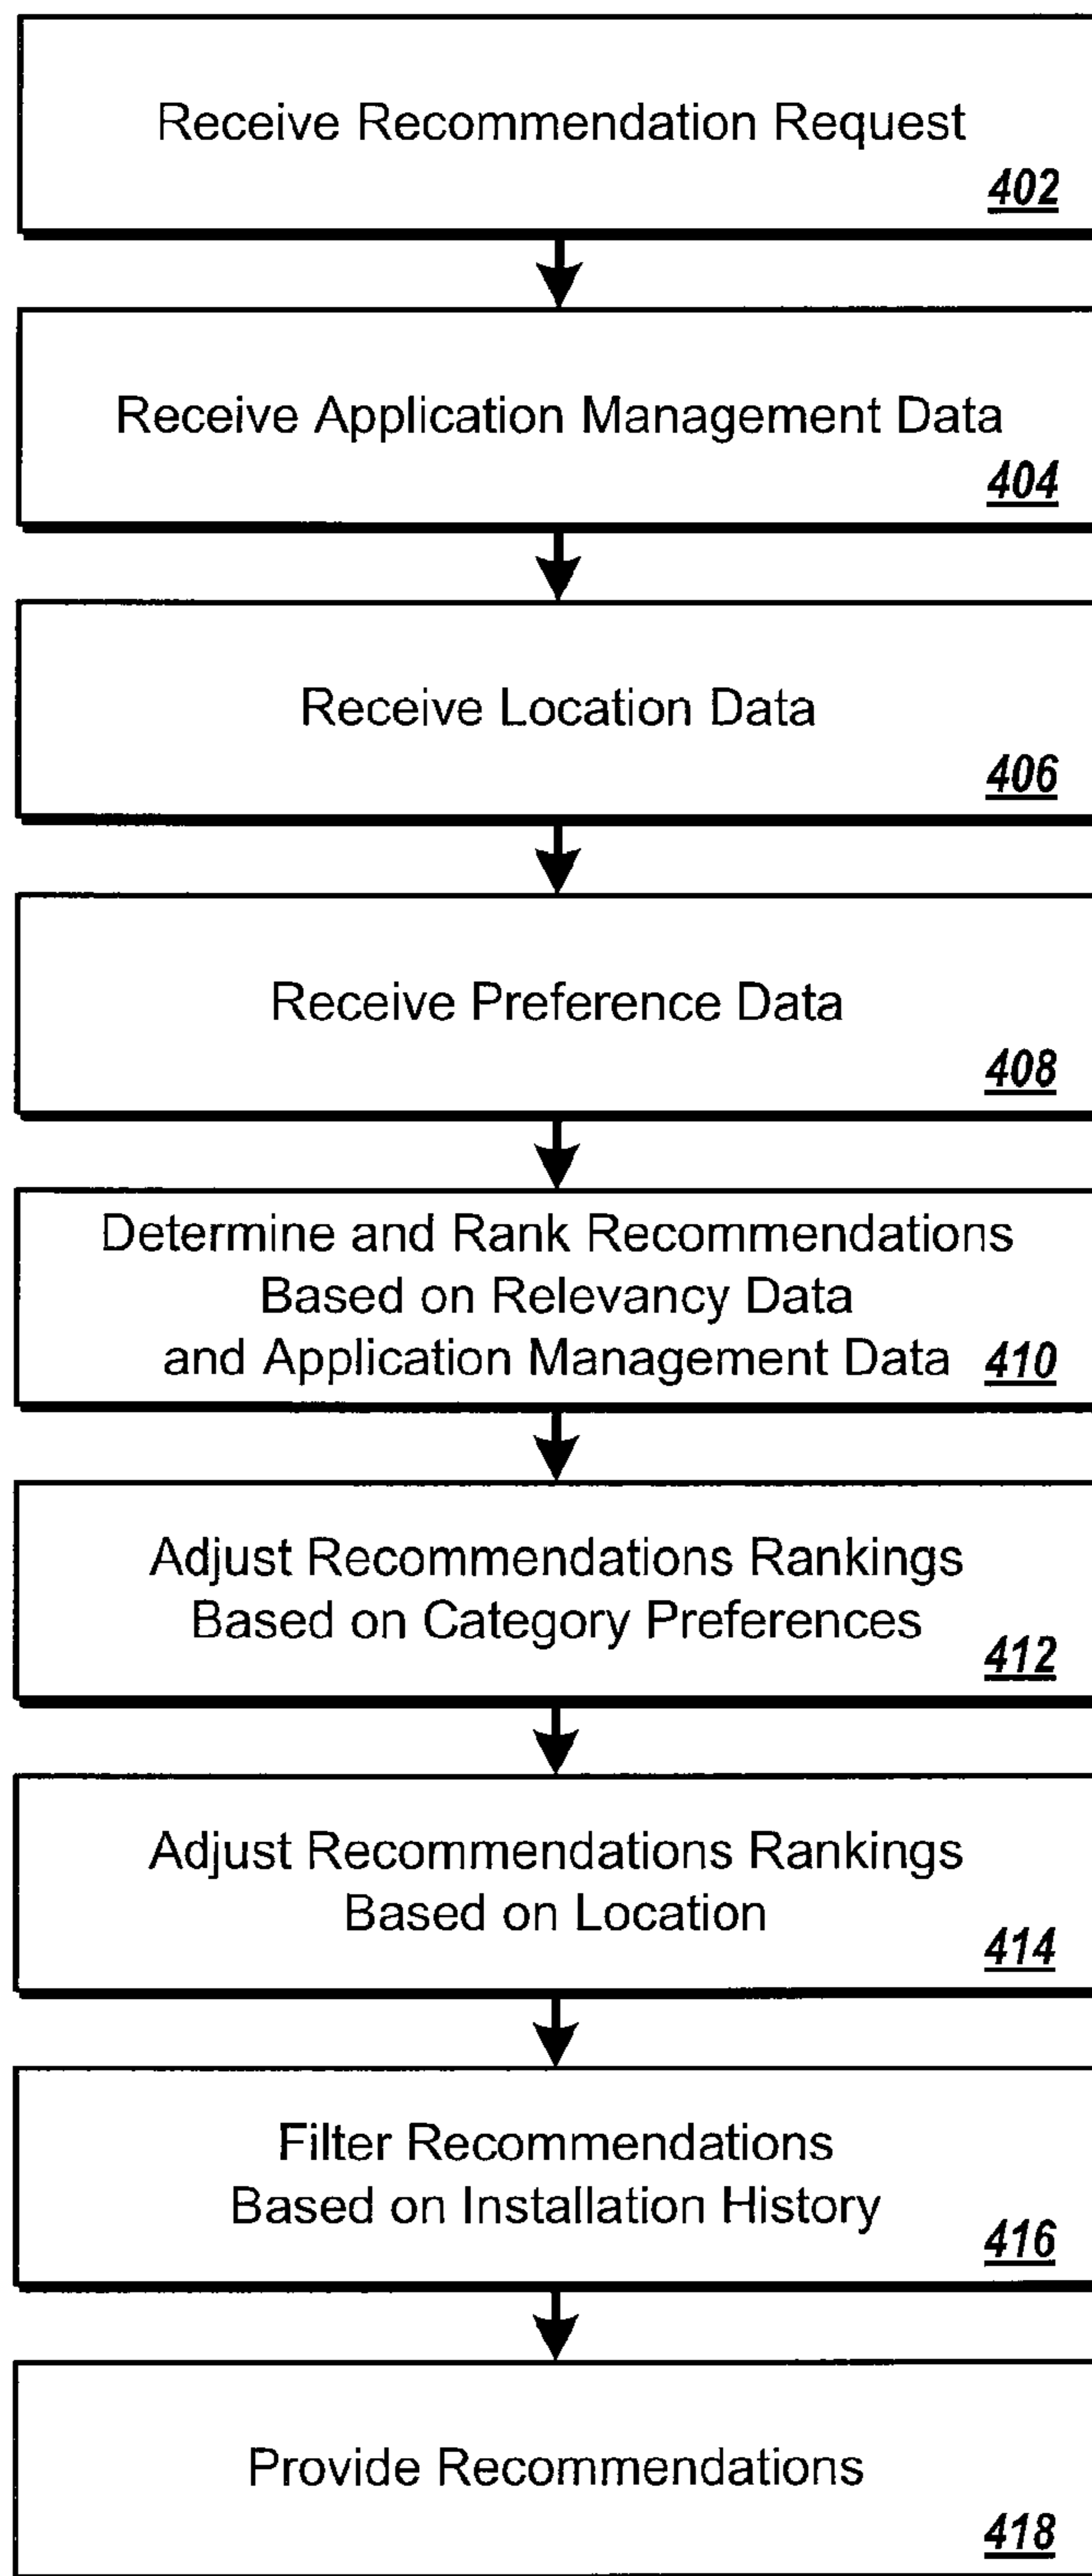 Receive Recommendation Request
402
Receive Application Management Data
404
Receive Location Data
406
Receive Preference Data
408
Determine and Rank Recommendations
Based on Relevancy Data
and Application Management Data 410
Adjust Recommendations Rankings
Based on Category Preferences
412
Adjust Recommendations Rankings
Based on Location
414
Filter Recommendations
Based on Installation History
416
Provide Recommendations
418